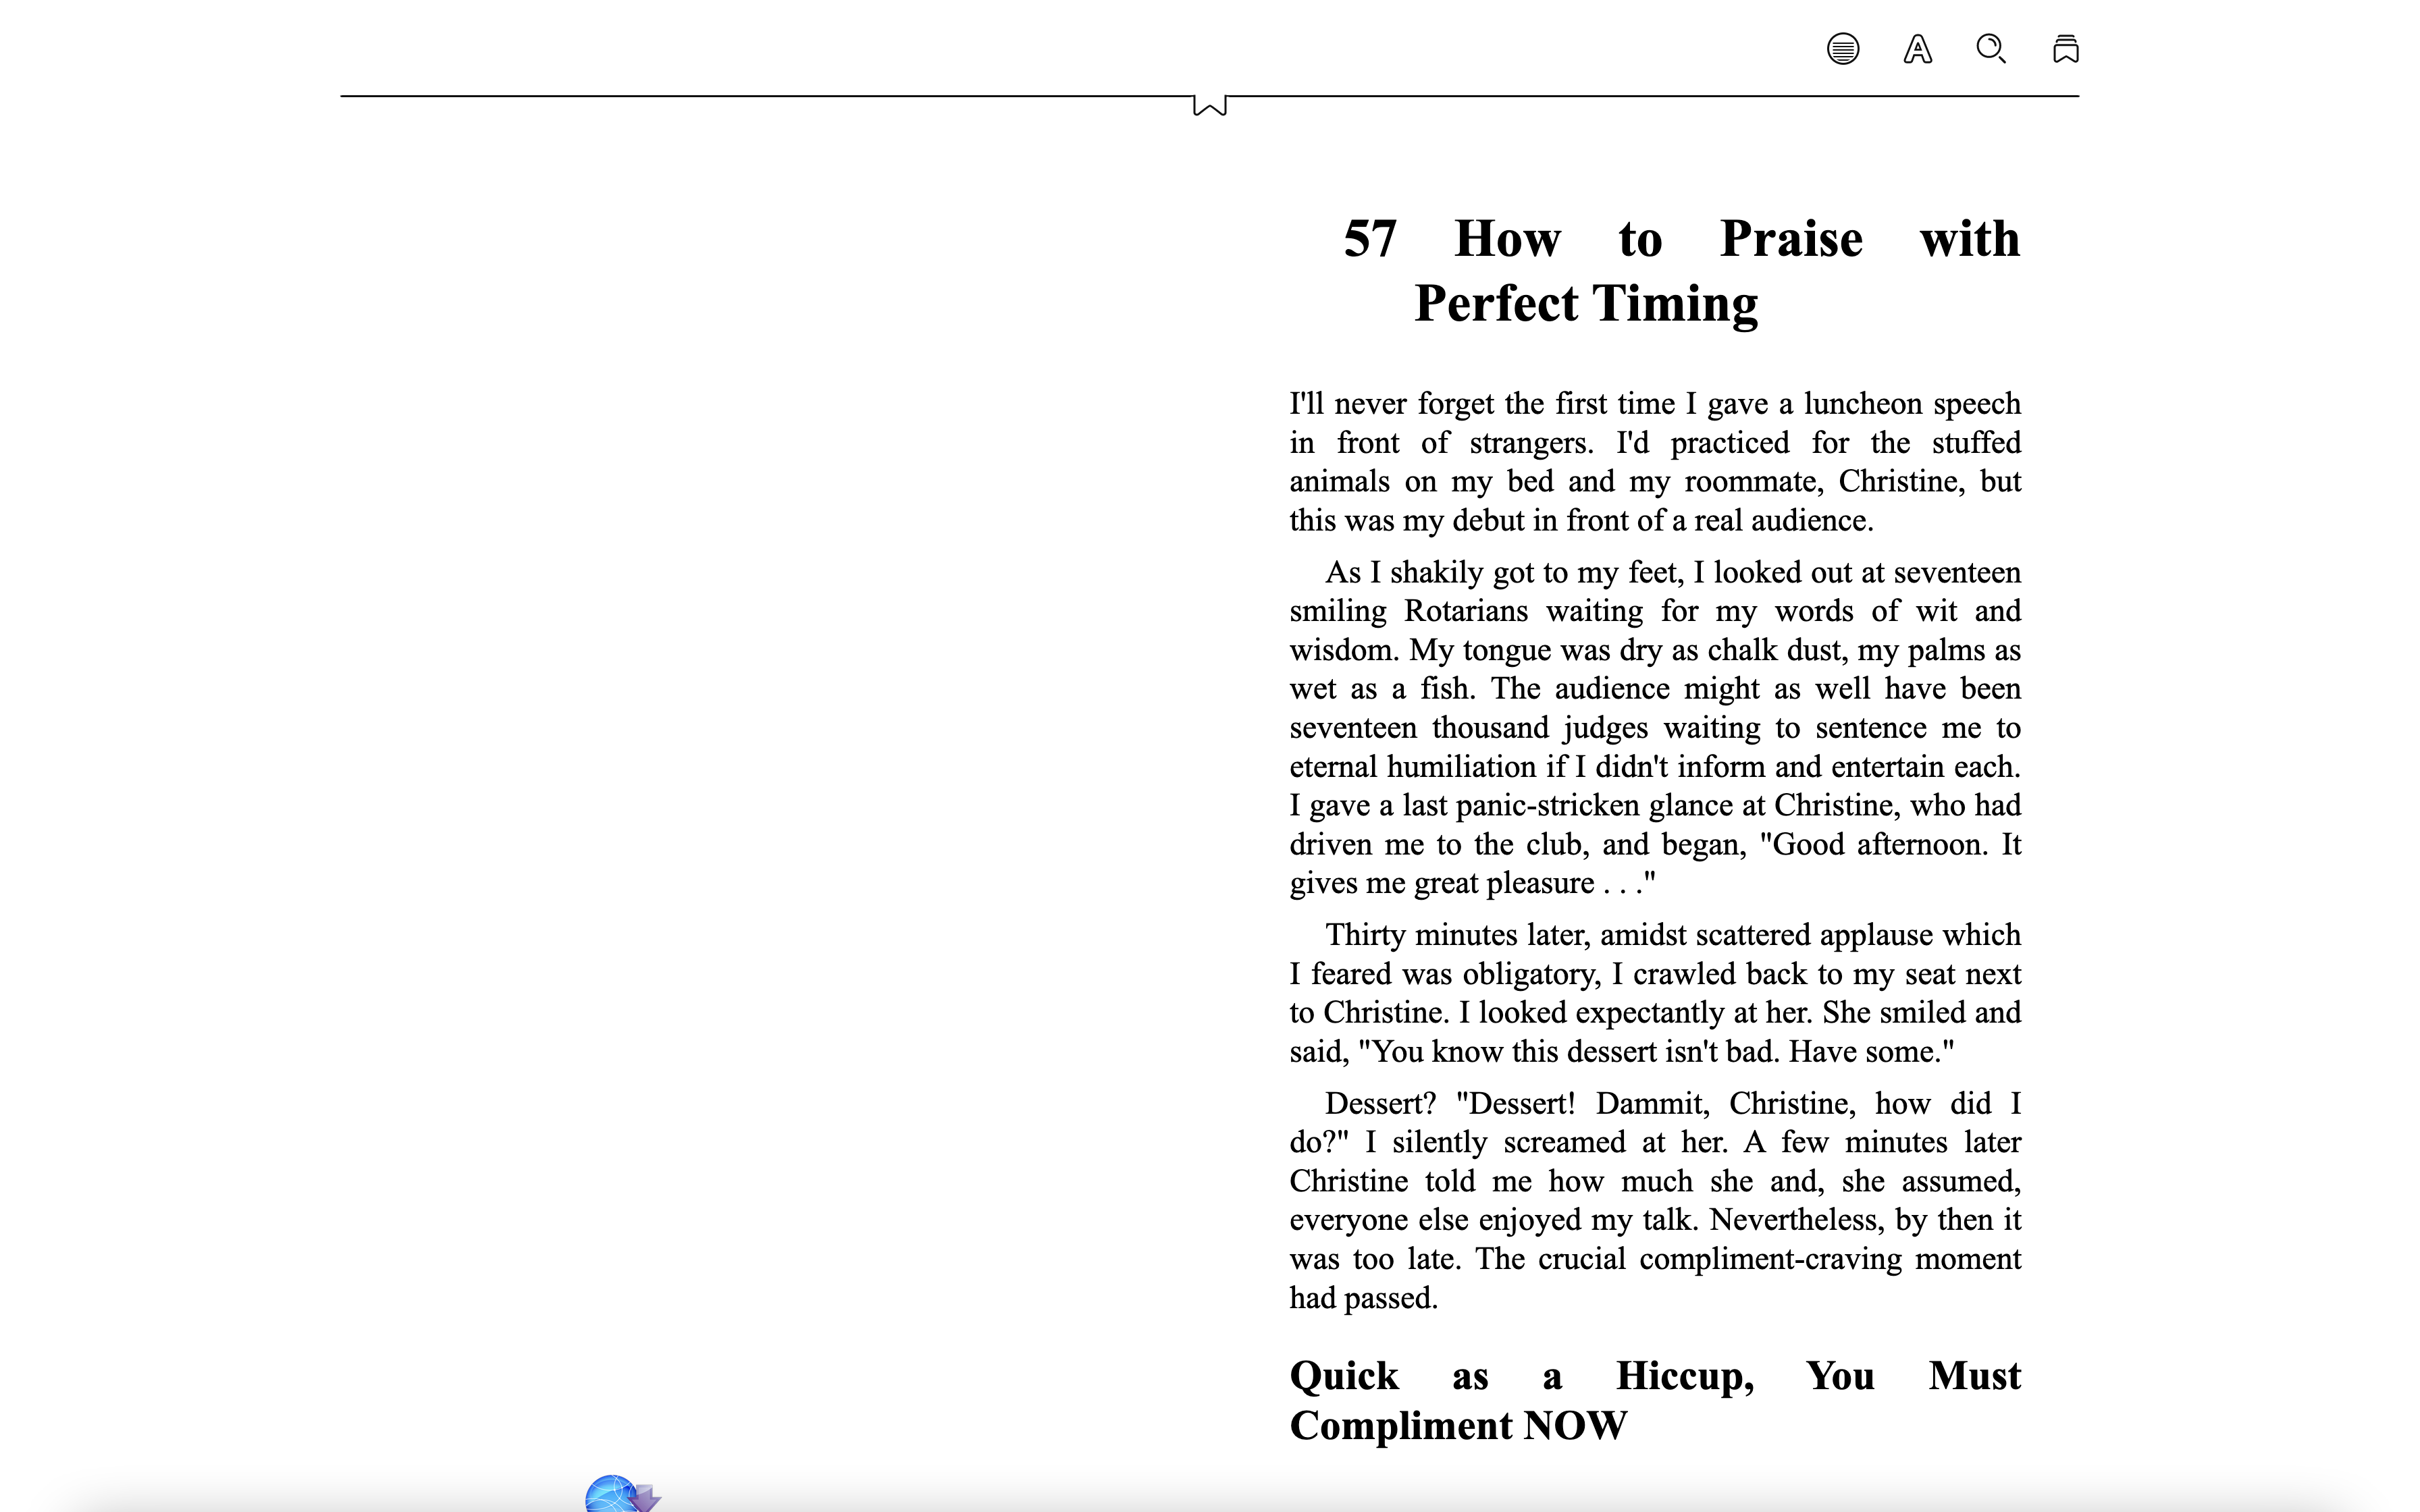 57 How to Praise with
Perfect Timing
I'll never forget the first time I gave a luncheon speech
in front of strangers. I'd practiced for the stuffed
animals on my bed and my roommate, Christine, but
this was my debut in front of a real audience.
As I shakily got to my feet, I looked out at seventeen
smiling Rotarians waiting for my words of wit and
wisdom. My tongue was dry as chalk dust, my palms as
wet as a fish. The audience might as well have been
seventeen thousand judges waiting to sentence me to
eternal humiliation if I didn't inform and entertain each.
I gave a last panic-stricken glance at Christine, who had
driven me to the club, and began, "Good afternoon. It
gives me great pleasure . . ."
Thirty minutes later, amidst scattered applause which
I feared was obligatory, I crawled back to my seat next
to Christine. I looked expectantly at her. She smiled and
said, "You know this dessert isn't bad. Have some."
Dessert? "Dessert! Dammit, Christine, how did I
do?" I silently screamed at her. A few minutes later
Christine told me how much she and, she assumed,
everyone else enjoyed my talk. Nevertheless, by then it
was too late. The crucial compliment-craving moment
had passed.
Quick as a Hiccup, You Must
Compliment NOW